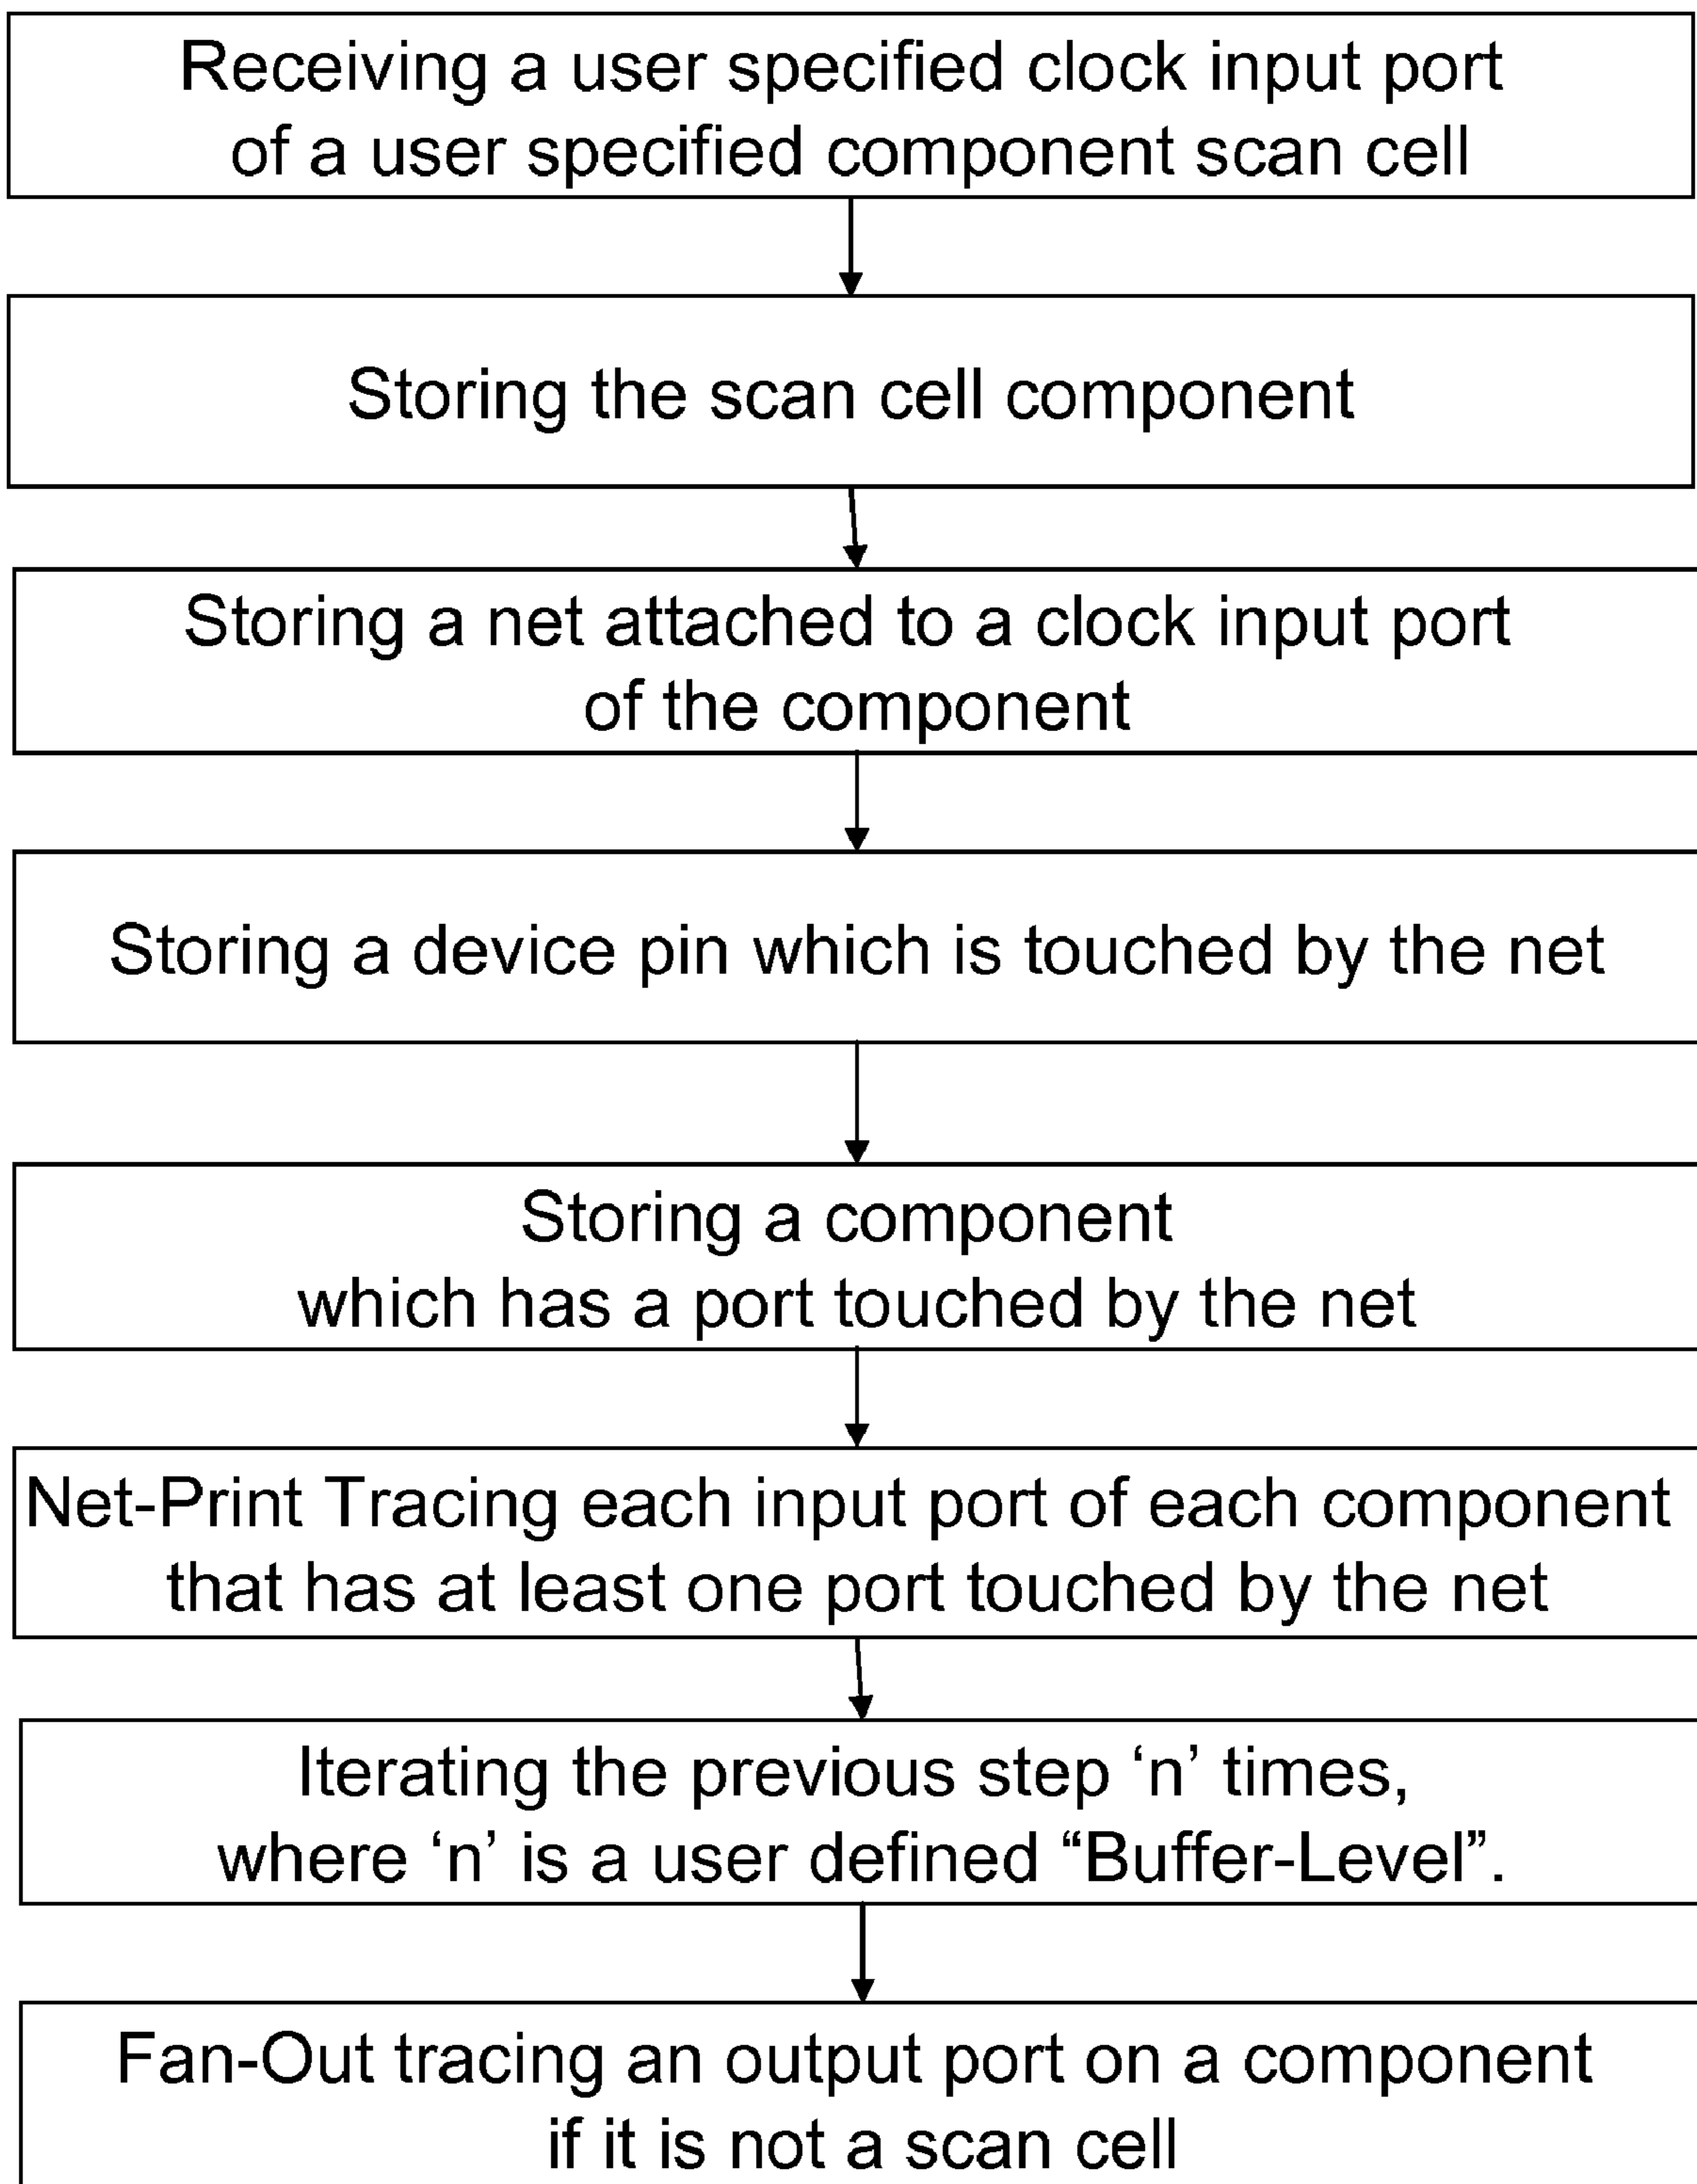 Receiving a user specified clock input port
of a user specified component scan cell
Storing the scan cell component
Storing a net attached to a clock input port
of the component
Storing a device pin which is touched by the net
Storing a component
which has a port touched by the net
Net-Print Tracing each input port of each component
that has at least one port touched by the net
Iterating the previous step ‘n’ times,
where ‘n’ is a user defined “Buffer-Level”.
Fan-Out tracing an output port on a component
if it is not a scan cell